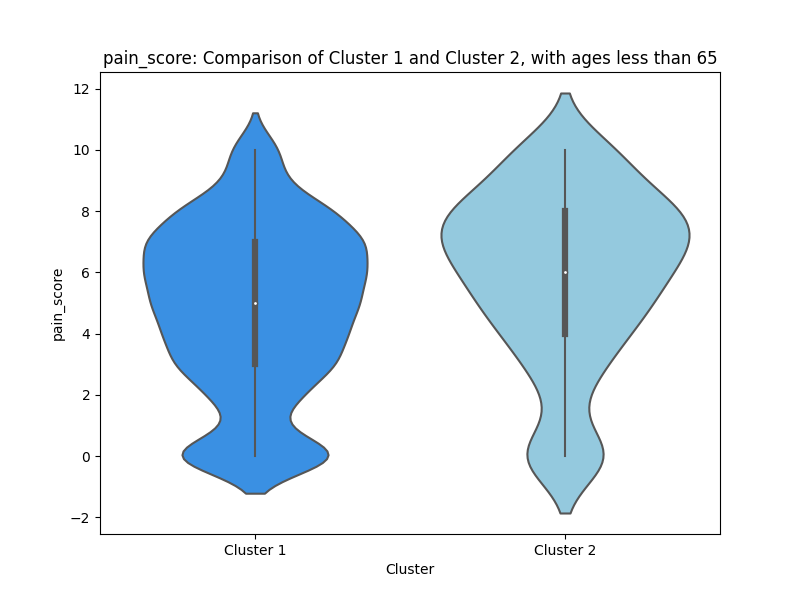 pain_score: Comparison of Cluster 1 and Cluster 2, with ages less than 65
12
10
8
6
4
2
0
−2
pain_score
Cluster 1
Cluster 2
Cluster